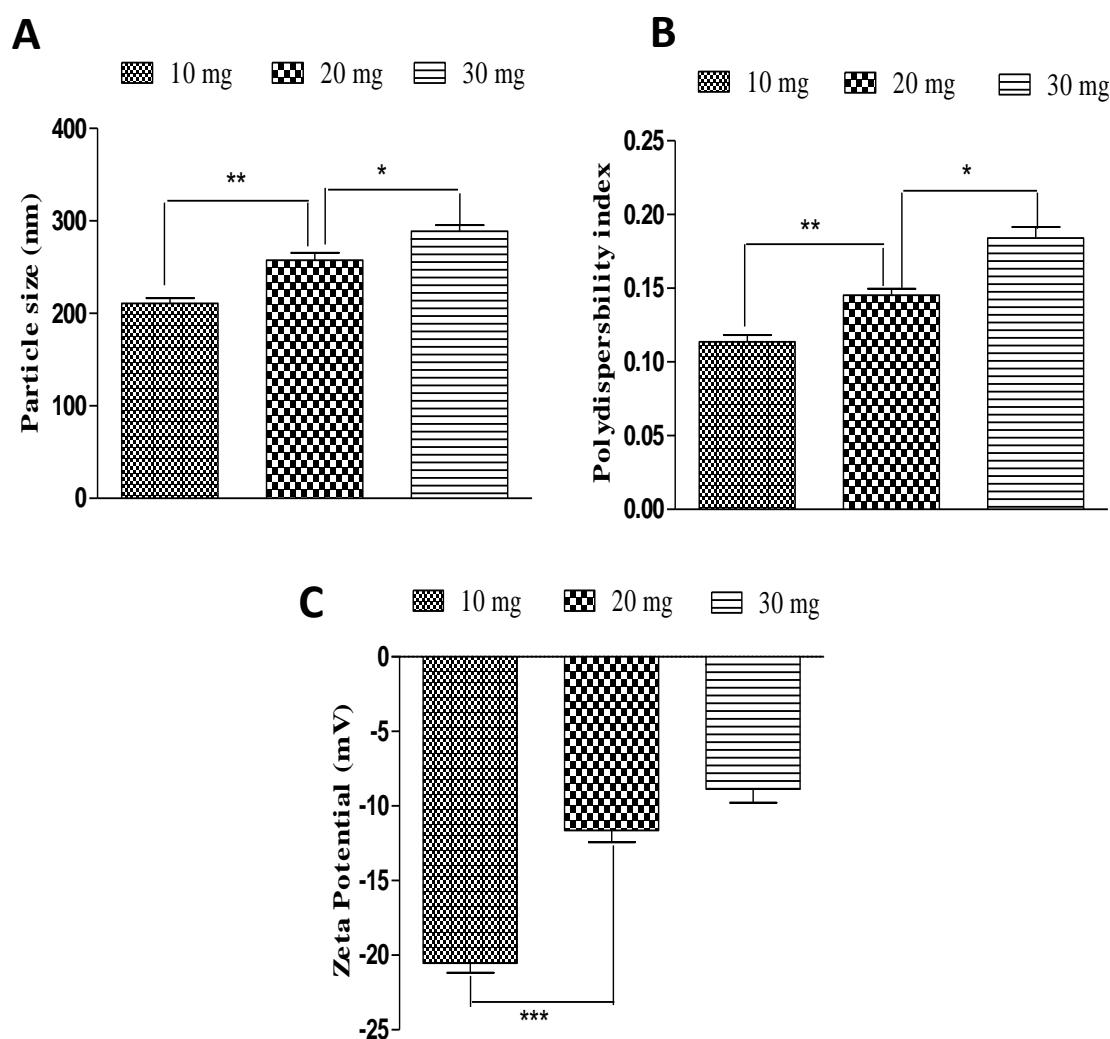 A
10 mg 20 mg 30 mg
Particle size (nm)
400
300
200
100
0
**
*
B
10 mg 20 mg 30 mg
Polydispersbility index
0.25
0.20
0.15
0.10
0.05
0.00
**
*
C
10 mg 20 mg 30 mg
Zeta Potential (mV)
0
-5
-10
-15
-20
-25
***